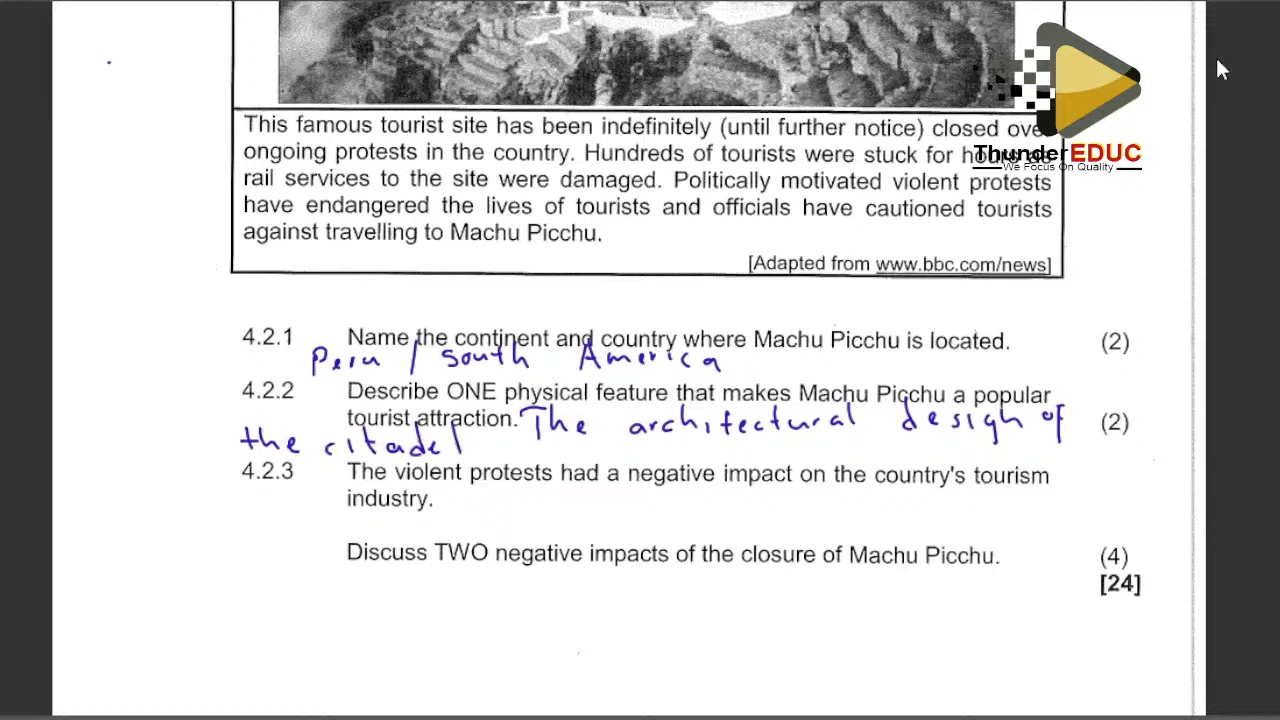 This famous tourist site has been indefinitely (until further notice) closed over
ongoing protests in the country. Hundreds of tourists were stuck for hours as
rail services to the site were damaged. Politically motivated violent protests
have endangered the lives of tourists and officials have cautioned tourists
against travelling to Machu Picchu.
[Adapted from www.bbc.com/news]
ThunderEDUC
We Focus On Quality
4.2.1 Name the continent and country where Machu Picchu is located. (2)
Peru / South America
4.2.2 Describe ONE physical feature that makes Machu Picchu a popular
tourist attraction. The architectural design of (2)
the citadel
4.2.3 The violent protests had a negative impact on the country's tourism
industry.
Discuss TWO negative impacts of the closure of Machu Picchu. (4)
[24]